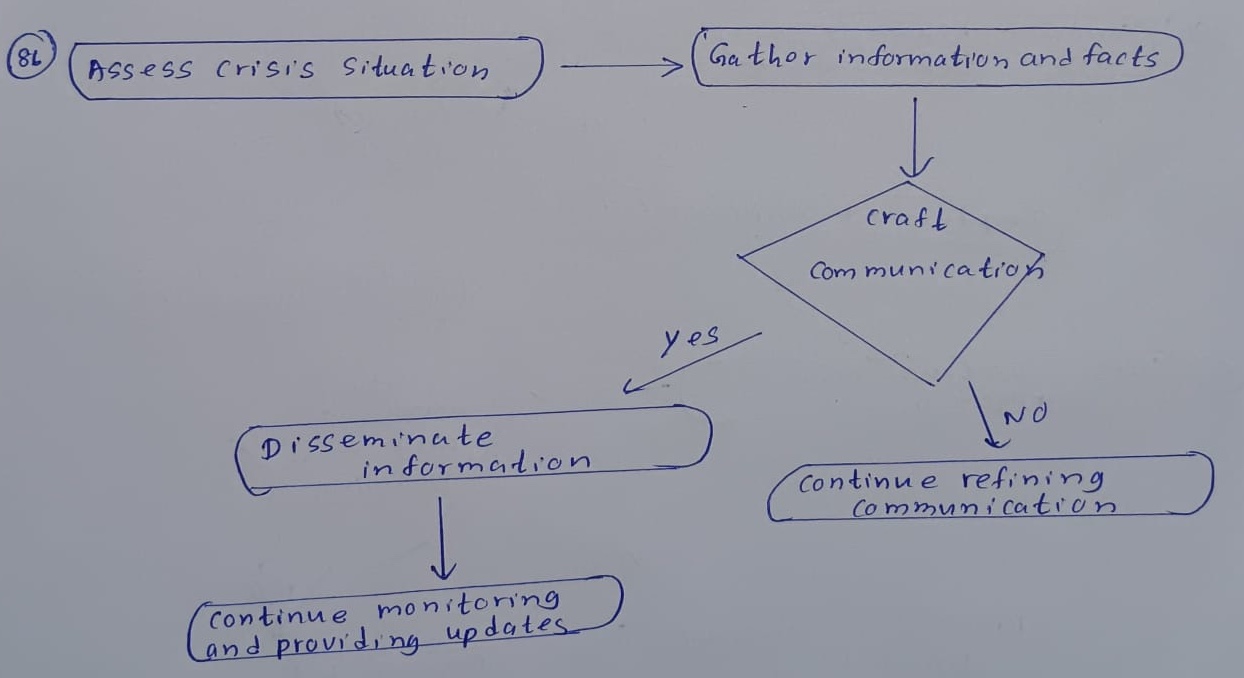 86
Assess crisis situation
Gathor information and facts
craft
communication
yes
NO
Disseminate
information
continue refining
communication
continue monitoring
and providing updates